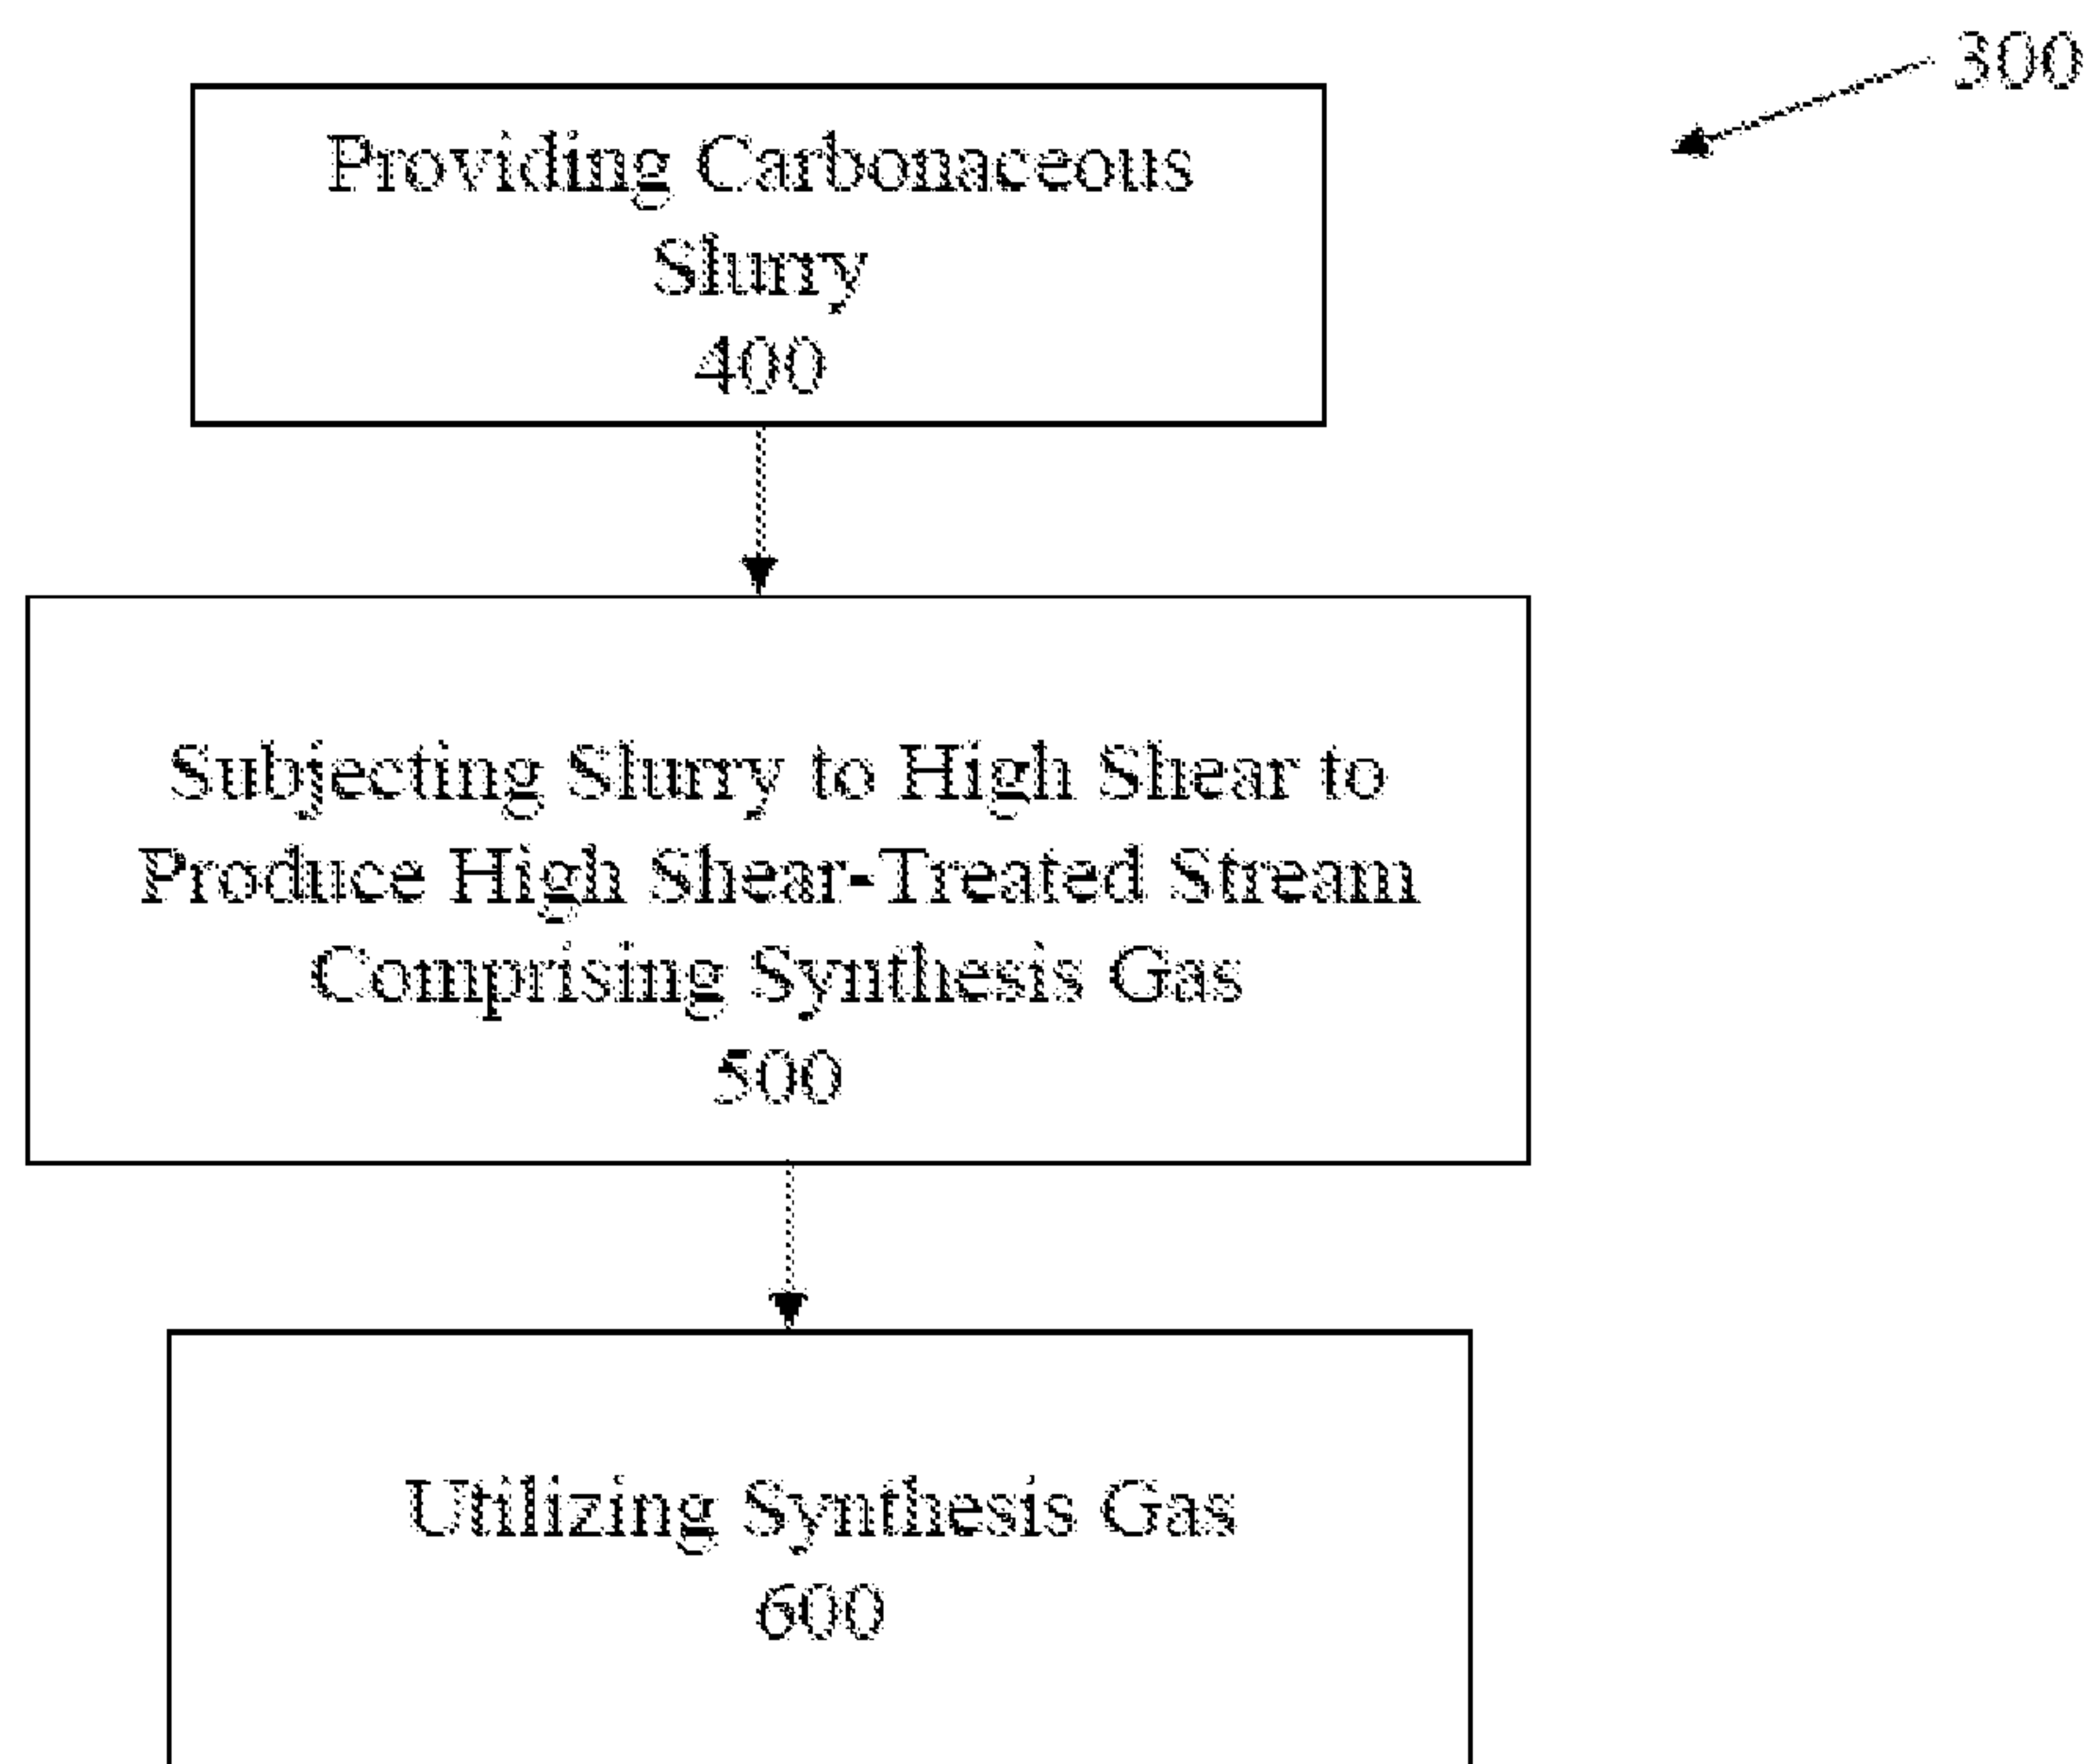 300
Providing Carbonaceous
Slurry
400
Subjecting Slurry to High Shear to
Produce High Shear-Treated Stream
Comprising Synthesis Gas
500
Utilizing Synthesis Gas
600